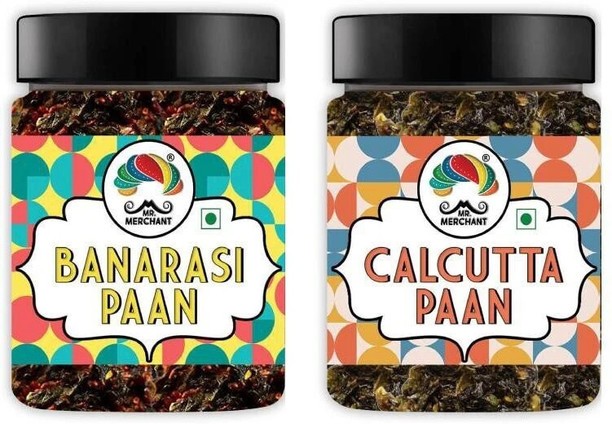 ®
MR.
MERCHANT
BANARASI
PAAN
®
MR.
MERCHANT
CALCUTTA
PAAN